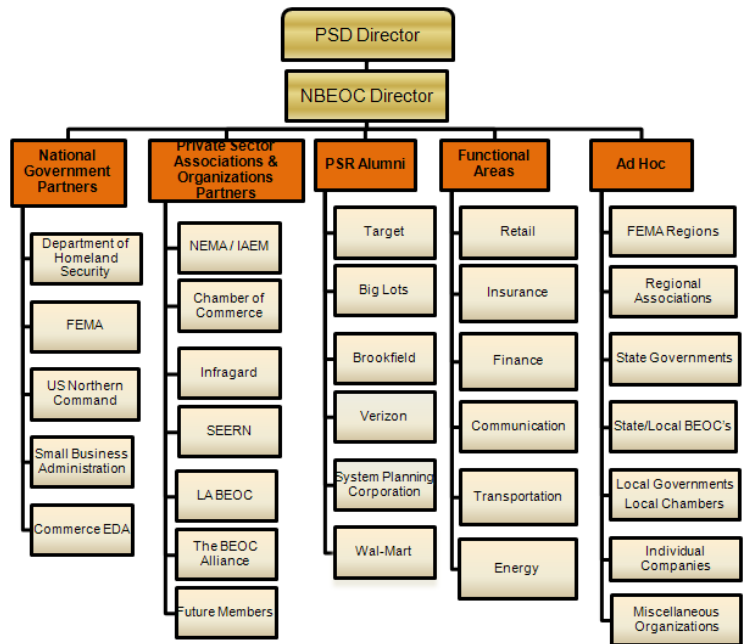 PSD Director
NBEOC Director
National
Government
Partners
Department of
Homeland
Security
FEMA
US Northern
Command
Small Business
Administration
Commerce EDA
Private Sector
Associations &
Organizations
Partners
NEMA / IAEM
Chamber of
Commerce
Infragard
SEERN
LA BEOC
The BEOC
Alliance
Future Members
PSR Alumni
Target
Big Lots
Brookfield
Verizon
System Planning
Corporation
Wal-Mart
Functional
Areas
Retail
Insurance
Finance
Communication
Transportation
Energy
Ad Hoc
FEMA Regions
Regional
Associations
State Governments
State/Local BEOC's
Local Governments
Local Chambers
Individual
Companies
Miscellaneous
Organizations